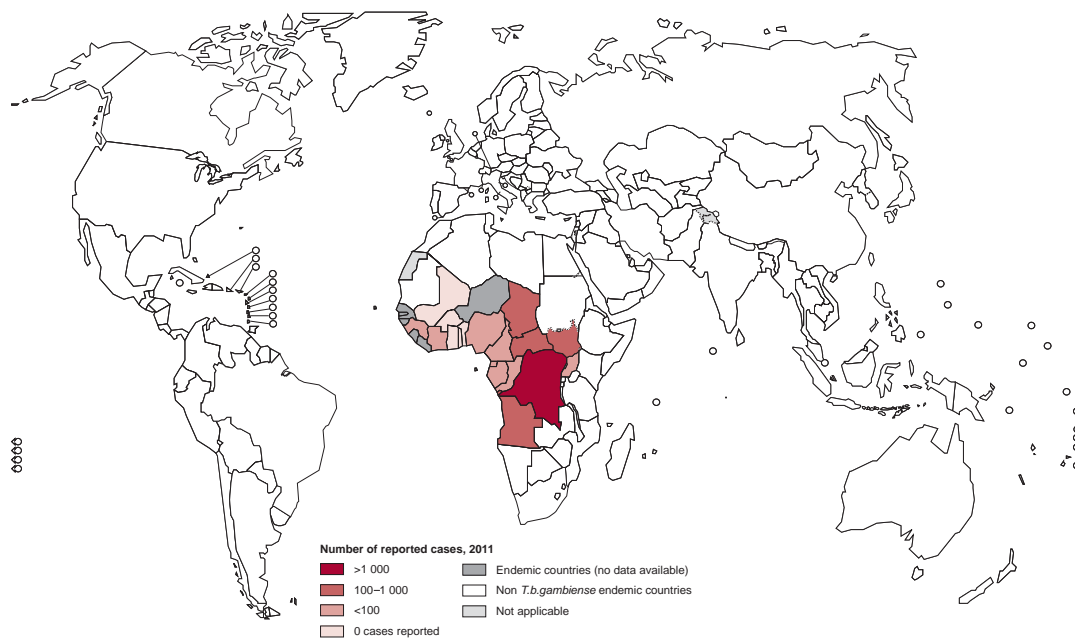 Number of reported cases, 2011
>1 000
100–1 000
<100
0 cases reported
Endemic countries (no data available)
Non T.b.gambiense endemic countries
Not applicable